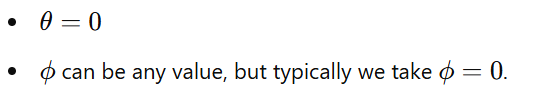 • θ = 0
• ϕ can be any value, but typically we take ϕ = 0.